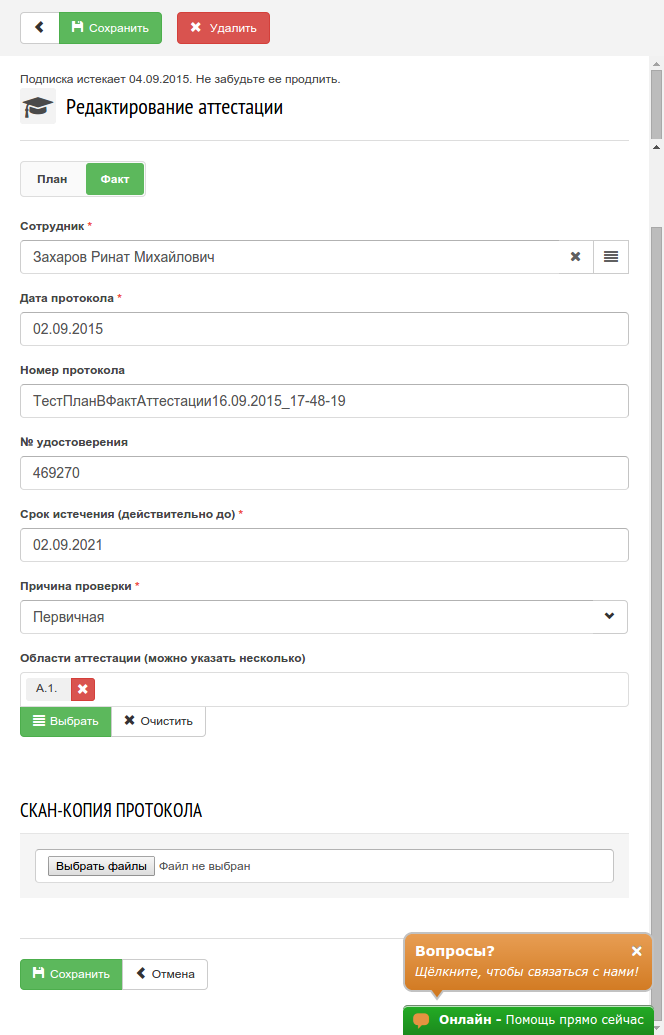 Сохранить Удалить
Подписка истекает 04.09.2015. Не забудьте ее продлить.
Редактирование аттестации
План Факт
Сотрудник *
Захаров Ринат Михайлович
Дата протокола *
02.09.2015
Номер протокола
ТестПланВФактАттестации16.09.2015_17-48-19
№ удостоверения
469270
Срок истечения (действительно до) *
02.09.2021
Причина проверки *
Первичная
Области аттестации (можно указать несколько)
А.1.
Выбрать Очистить
СКАН-КОПИЯ ПРОТОКОЛА
Выбрать файлы Файл не выбран
Сохранить Отмена
Вопросы?
Щёлкните, чтобы связаться с нами!
Онлайн - Помощь прямо сейчас